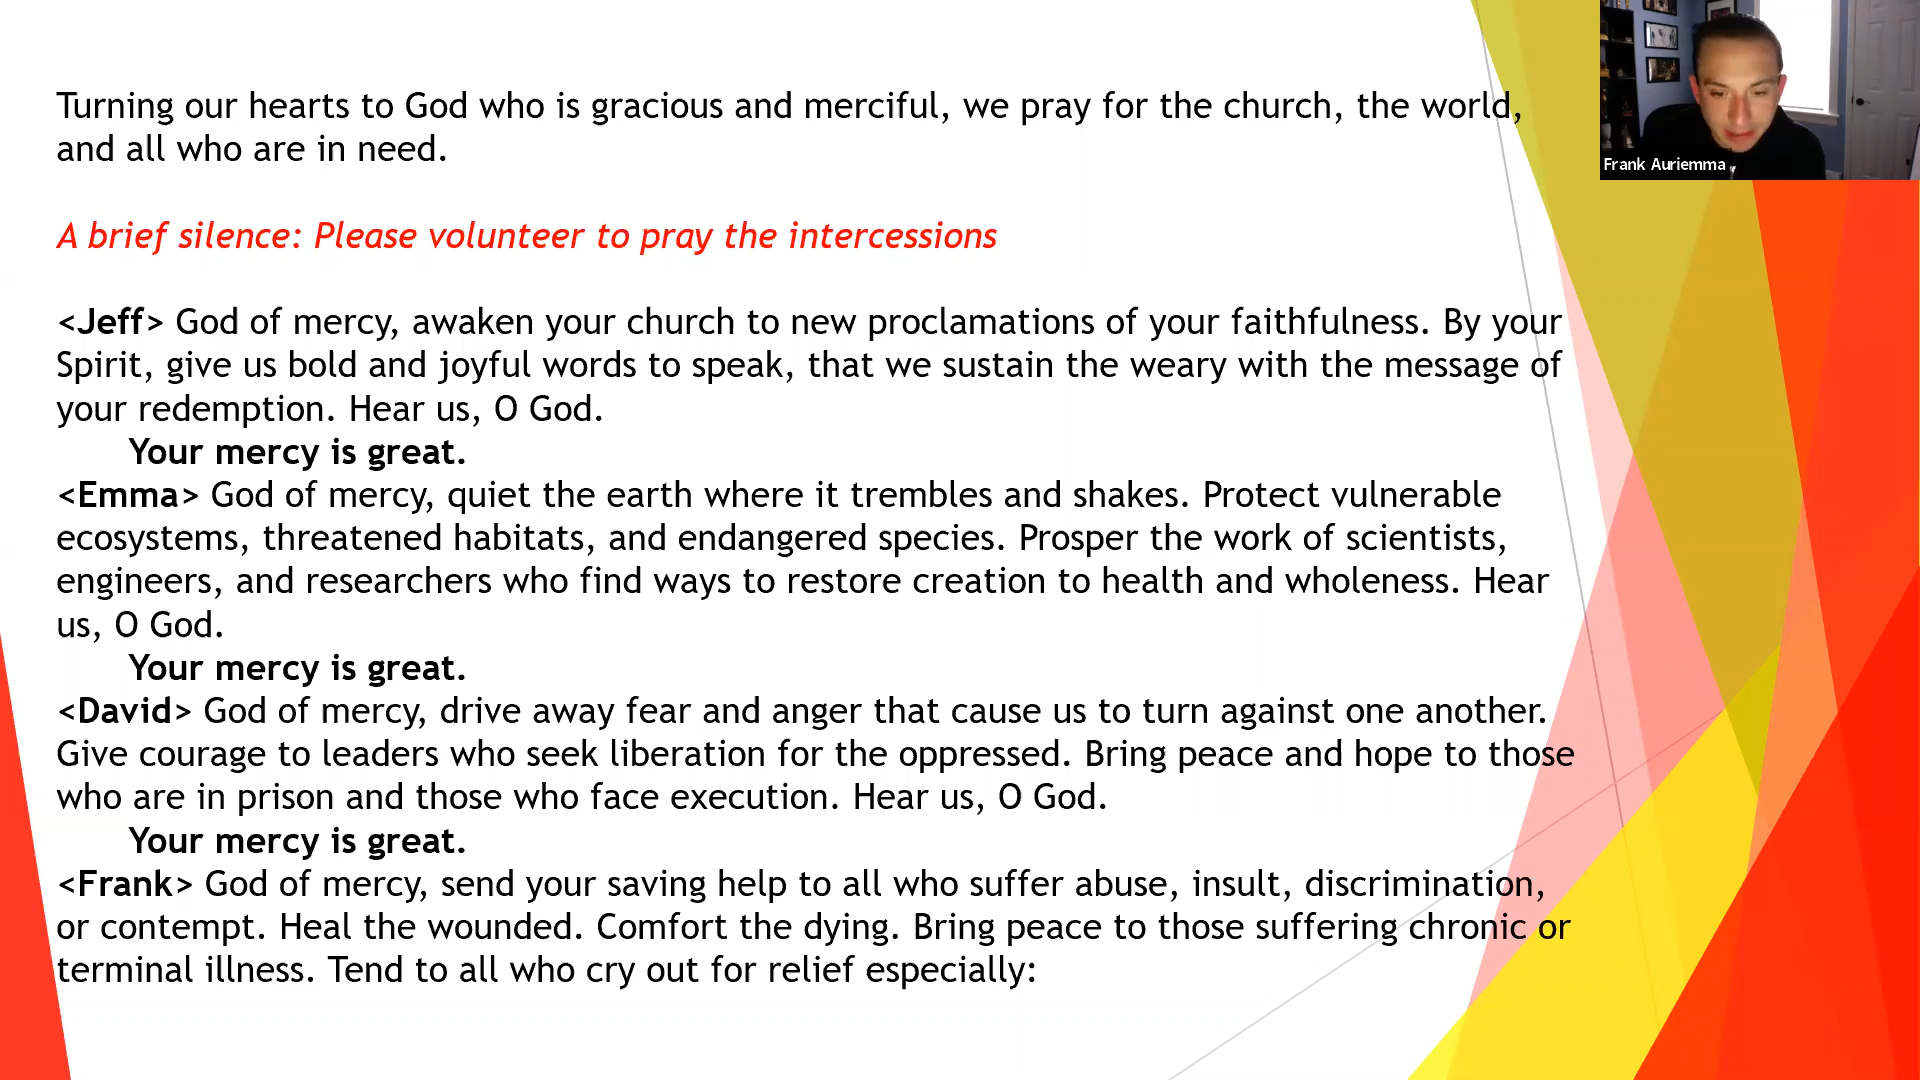 Turning our hearts to God who is gracious and merciful, we pray for the church, the world,
and all who are in need.
A brief silence: Please volunteer to pray the intercessions
<Jeff> God of mercy, awaken your church to new proclamations of your faithfulness. By your
Spirit, give us bold and joyful words to speak, that we sustain the weary with the message of
your redemption. Hear us, O God.
Your mercy is great.
<Emma> God of mercy, quiet the earth where it trembles and shakes. Protect vulnerable
ecosystems, threatened habitats, and endangered species. Prosper the work of scientists,
engineers, and researchers who find ways to restore creation to health and wholeness. Hear
us, O God.
Your mercy is great.
<David> God of mercy, drive away fear and anger that cause us to turn against one another.
Give courage to leaders who seek liberation for the oppressed. Bring peace and hope to those
who are in prison and those who face execution. Hear us, O God.
Your mercy is great.
<Frank> God of mercy, send your saving help to all who suffer abuse, insult, discrimination,
or contempt. Heal the wounded. Comfort the dying. Bring peace to those suffering chronic or
terminal illness. Tend to all who cry out for relief especially:
Frank Auriemma